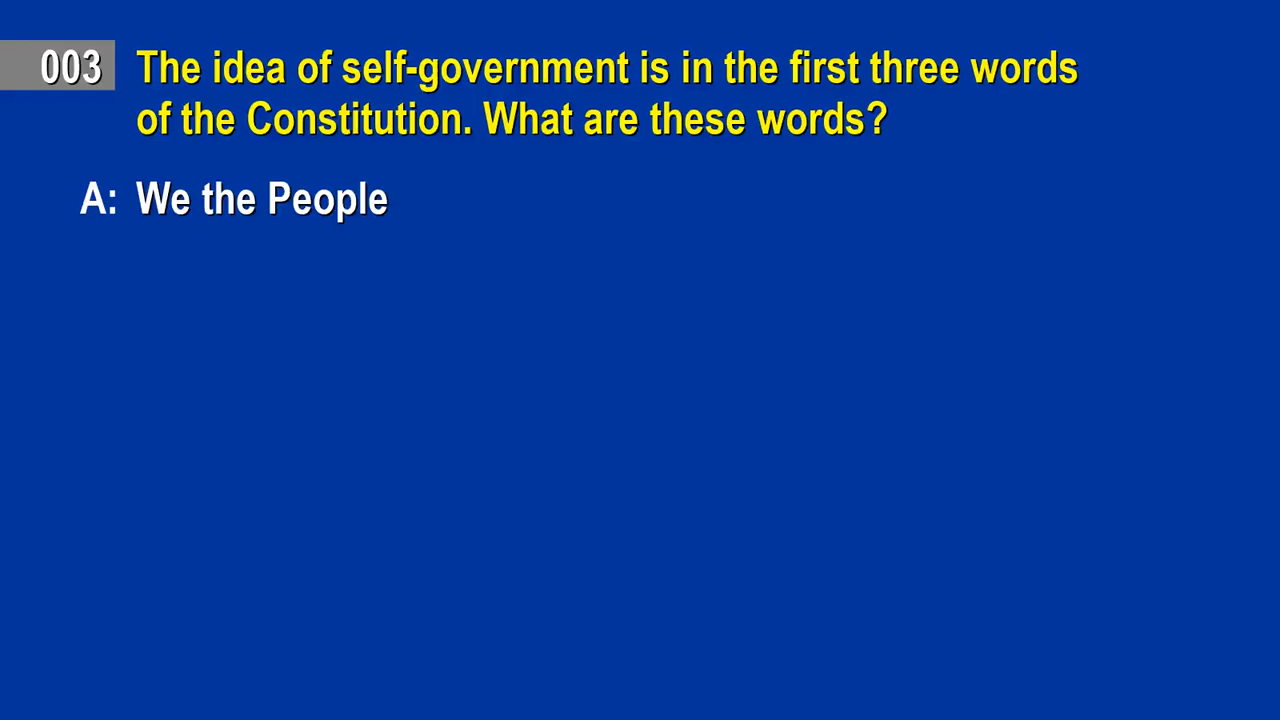 003 The idea of self-government is in the first three words
of the Constitution. What are these words?
A: We the People